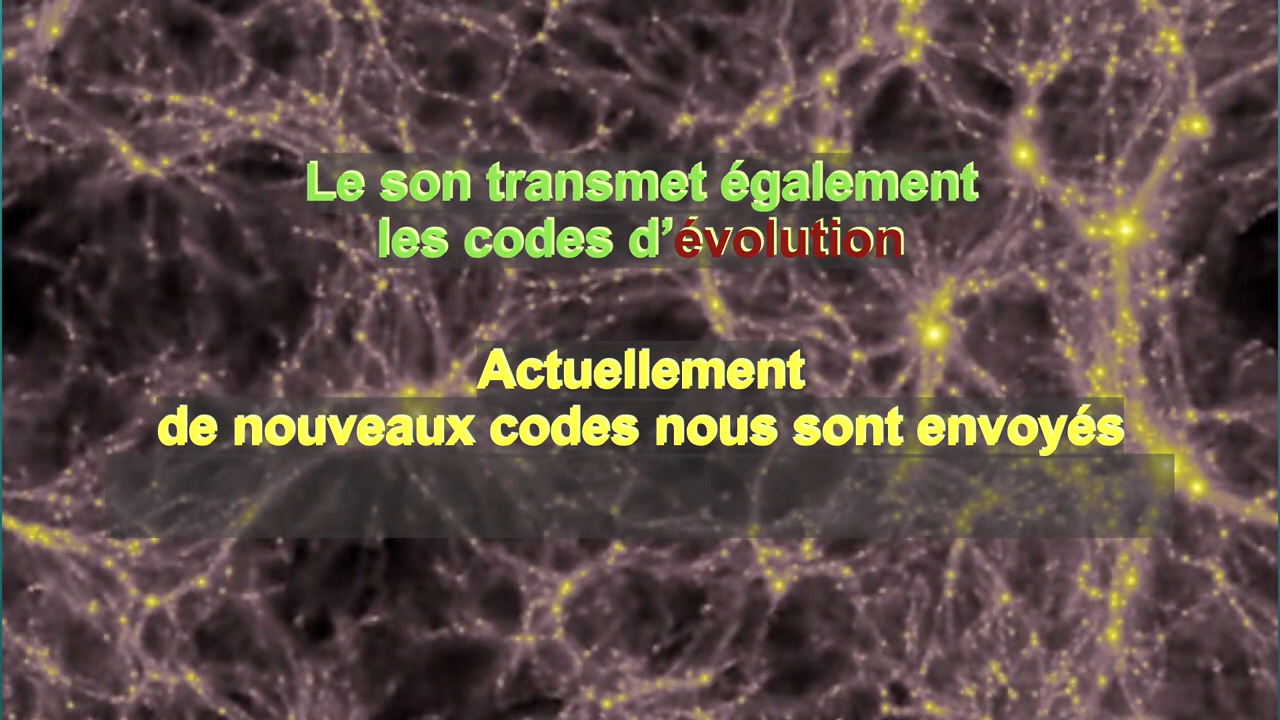 Le son transmet également
les codes d’évolution
Actuellement
de nouveaux codes nous sont envoyés